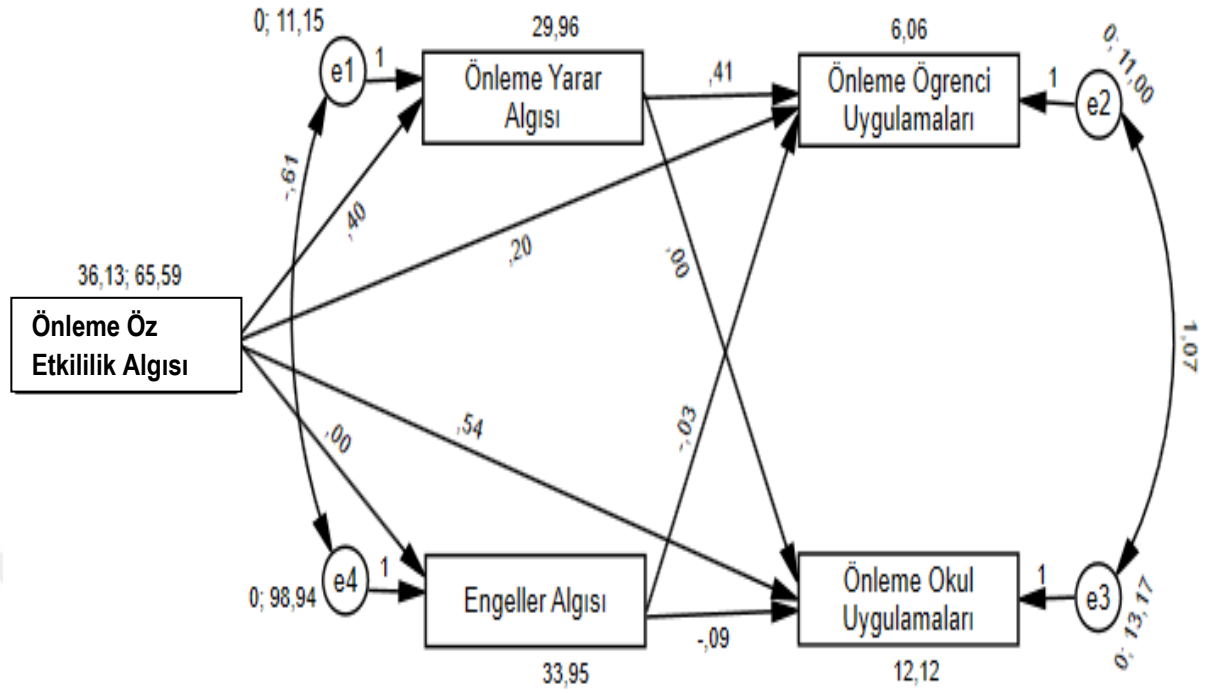 0; 11,15
29,96
6,06
0; 11,00
e1
1
Önleme Yarar
Algısı
,41
Önleme Ögrenci
Uygulamaları
1
e2
-,61
,40
,20
,00
1,07
36,13; 65,59
Önleme Öz
Etkililik Algısı
,00
,54
-,03
0; 98,94
e4
1
Engeller Algısı
-,09
Önleme Okul
Uygulamaları
1
e3
0; 13,17
33,95
12,12